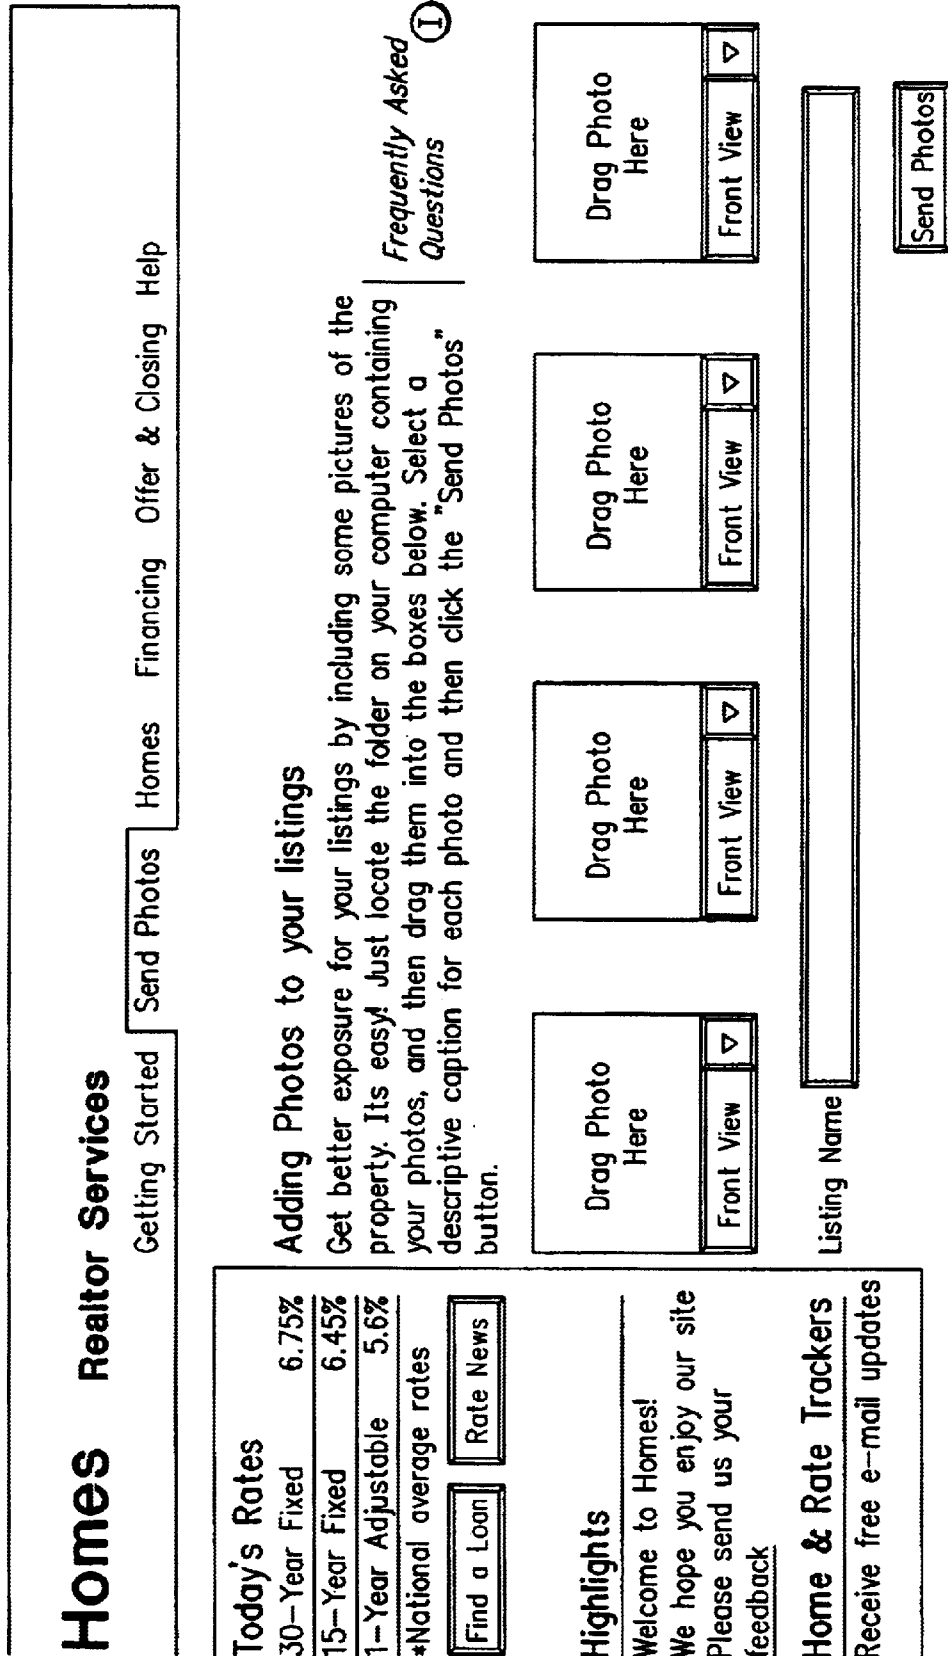 Homes Realtor Services
Getting Started Send Photos Homes Financing Offer & Closing Help
Today's Rates
30-Year Fixed 6.75%
15-Year Fixed 6.45%
1-Year Adjustable 5.6%
*National average rates
Find a Loan Rate News
Highlights
Welcome to Homes!
We hope you enjoy our site
Please send us your
feedback
Home & Rate Trackers
Receive free e-mail updates
Adding Photos to your listings
Get better exposure for your listings by including some pictures of the
property. Its easy! Just locate the folder on your computer containing
your photos, and then drag them into the boxes below. Select a
descriptive caption for each photo and then click the "Send Photos"
button.
Frequently Asked
Questions
I
Drag Photo
Here
Front View
Drag Photo
Here
Front View
Drag Photo
Here
Front View
Drag Photo
Here
Front View
Listing Name
Send Photos